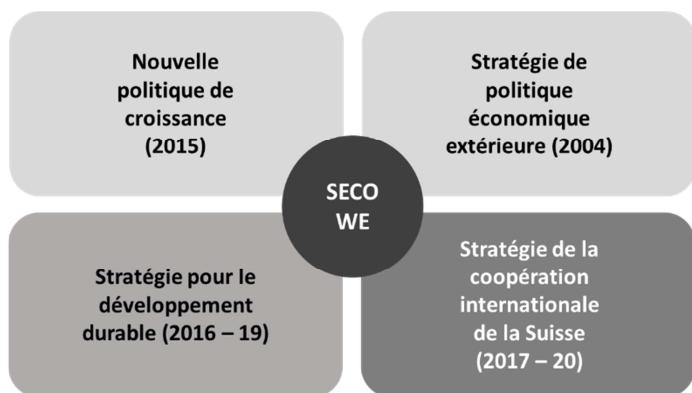 Nouvelle
politique de
croissance
(2015)
Stratégie de
politique
économique
extérieure (2004)
SECO
WE
Stratégie pour le
développement
durable (2016 – 19)
Stratégie de la
coopération
internationale
de la Suisse
(2017 – 20)